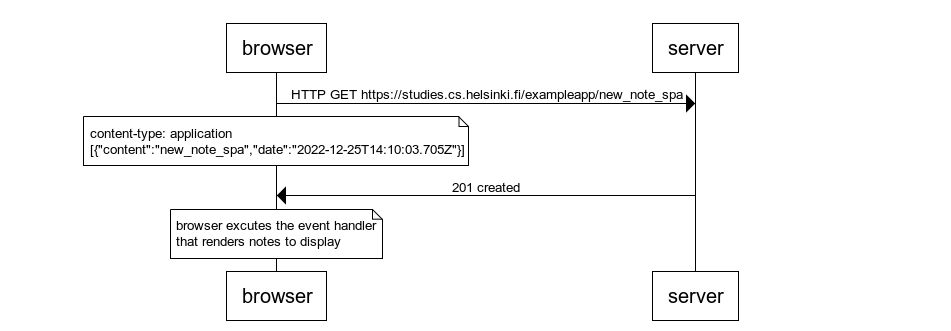 browser
server
HTTP GET https://studies.cs.helsinki.fi/exampleapp/new_note_spa
content-type: application
[{"content":"new_note_spa","date":"2022-12-25T14:10:03.705Z"}]
201 created
browser excutes the event handler
that renders notes to display
browser
server